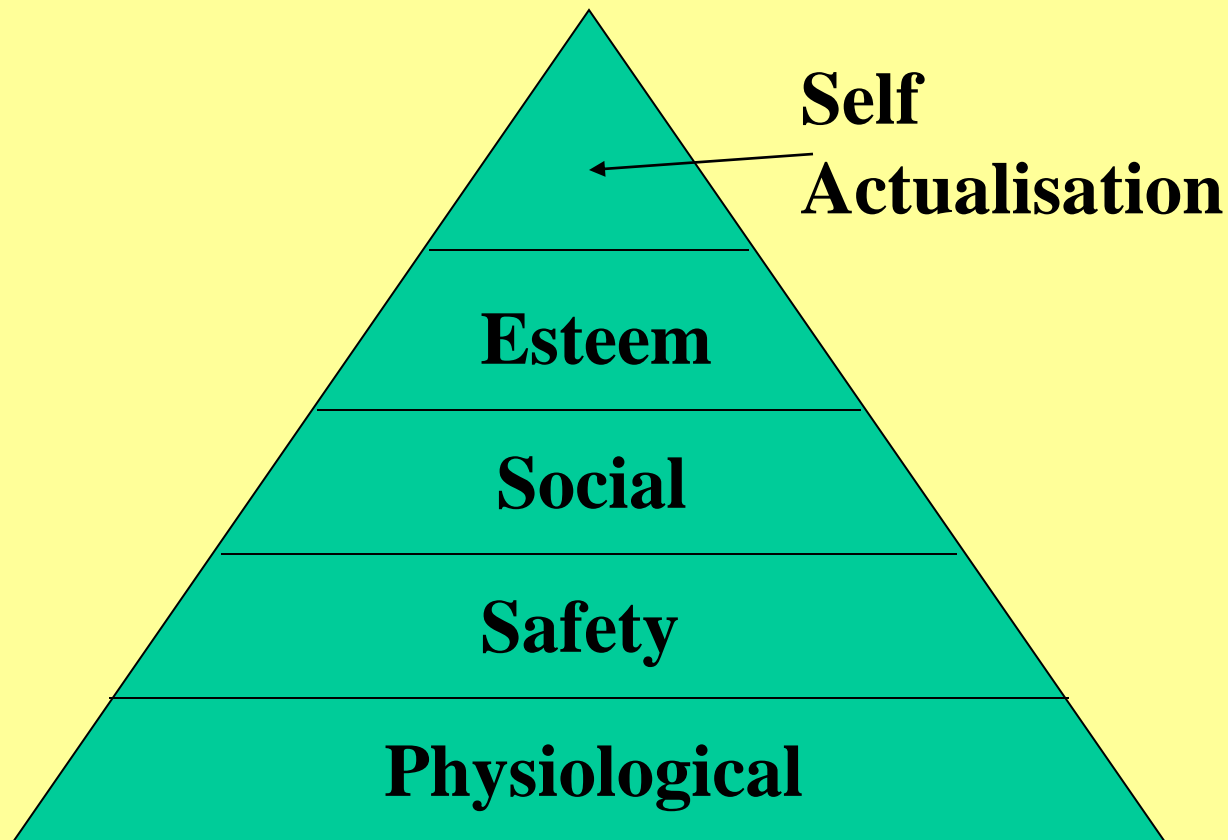 Self
Actualisation
Esteem
Social
Safety
Physiological